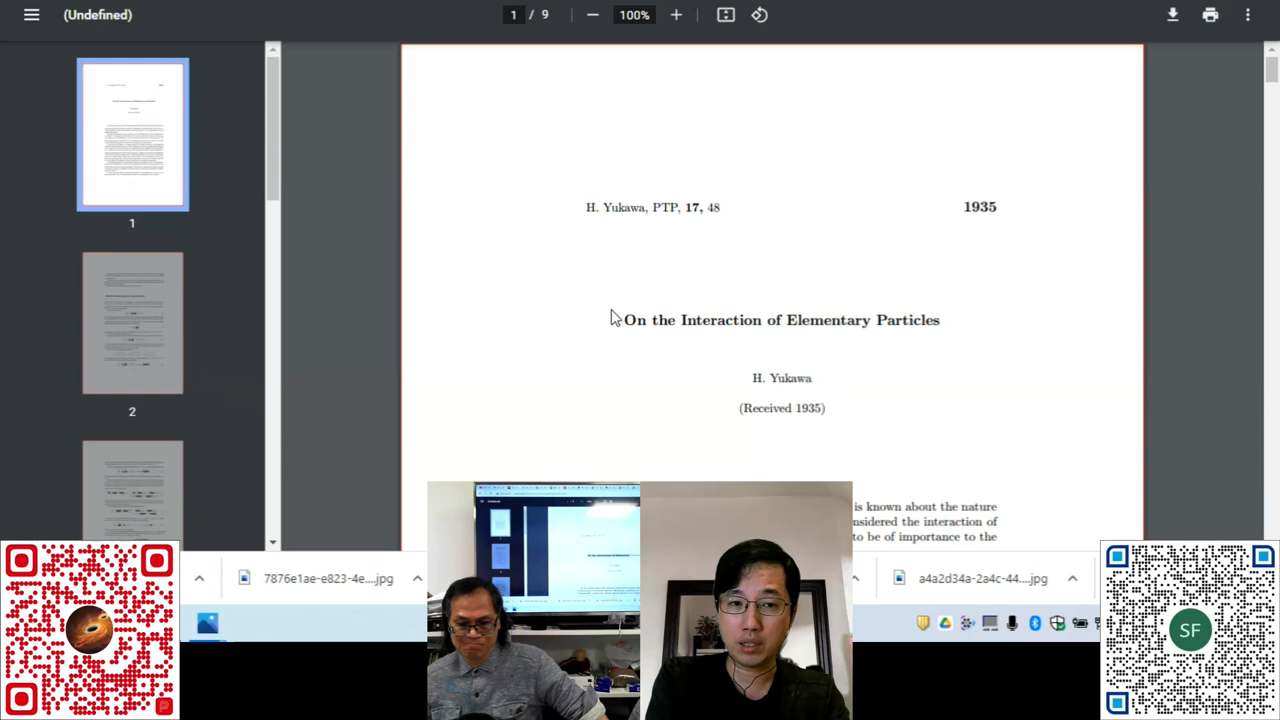 (Undefined)
1 / 9
100%
1
2
H. Yukawa, PTP, 17, 48
1935
On the Interaction of Elementary Particles
H. Yukawa
(Received 1935)
is known about the nature
nsidered the interaction of
to be of importance to the
7876e1ae-e823-4e....jpg
a4a2d34a-2a4c-44....jpg
SF